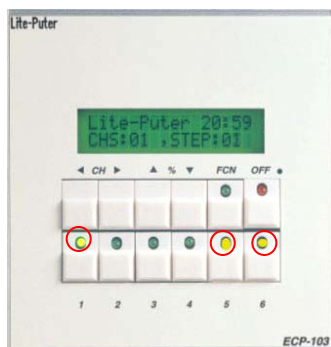 Lite-Puter
Lite-Puter 20:59
CHS:01 ,STEP:01
◄ CH ► ▲ % ▼ FCN OFF
1 2 3 4 5 6
ECP-103